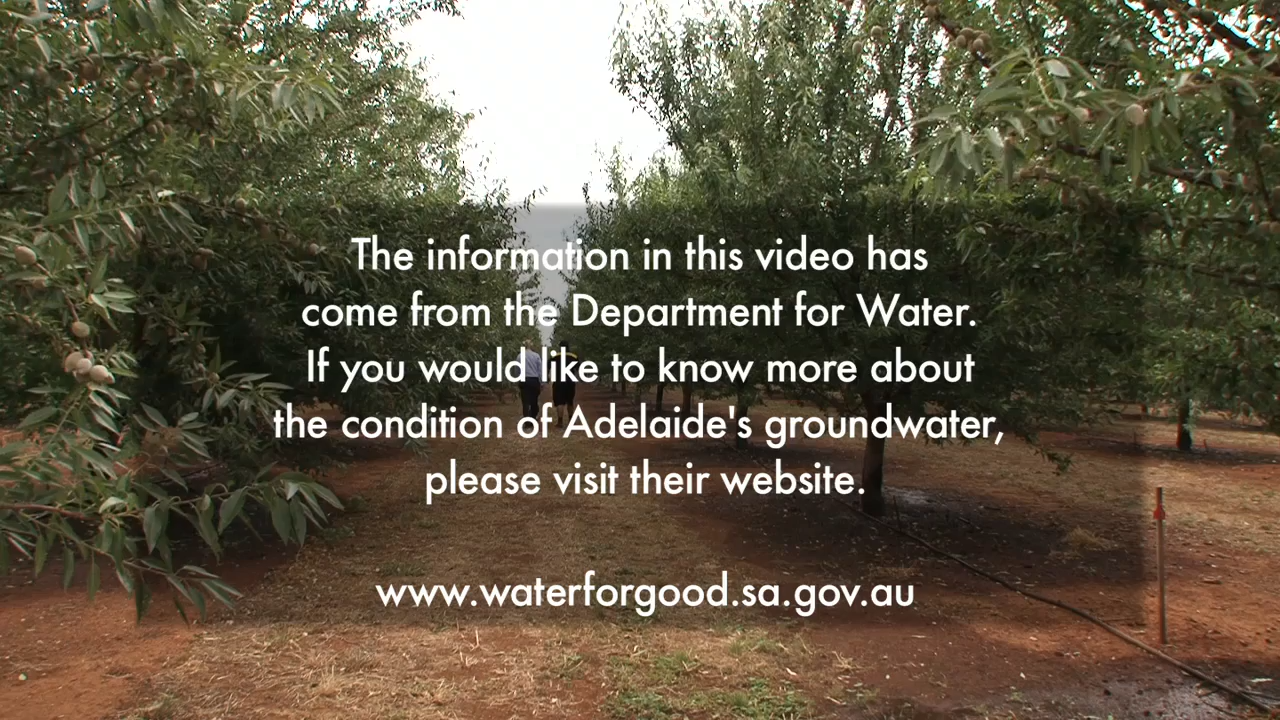 The information in this video has
come from the Department for Water.
If you would like to know more about
the condition of Adelaide's groundwater,
please visit their website.
www.waterforgood.sa.gov.au